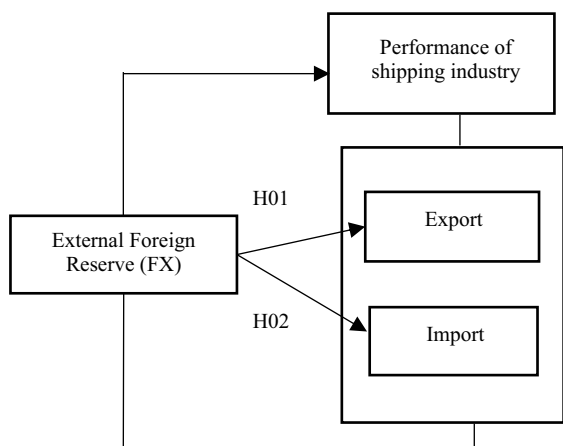 Performance of
shipping industry
H01
Export
External Foreign
Reserve (FX)
H02
Import